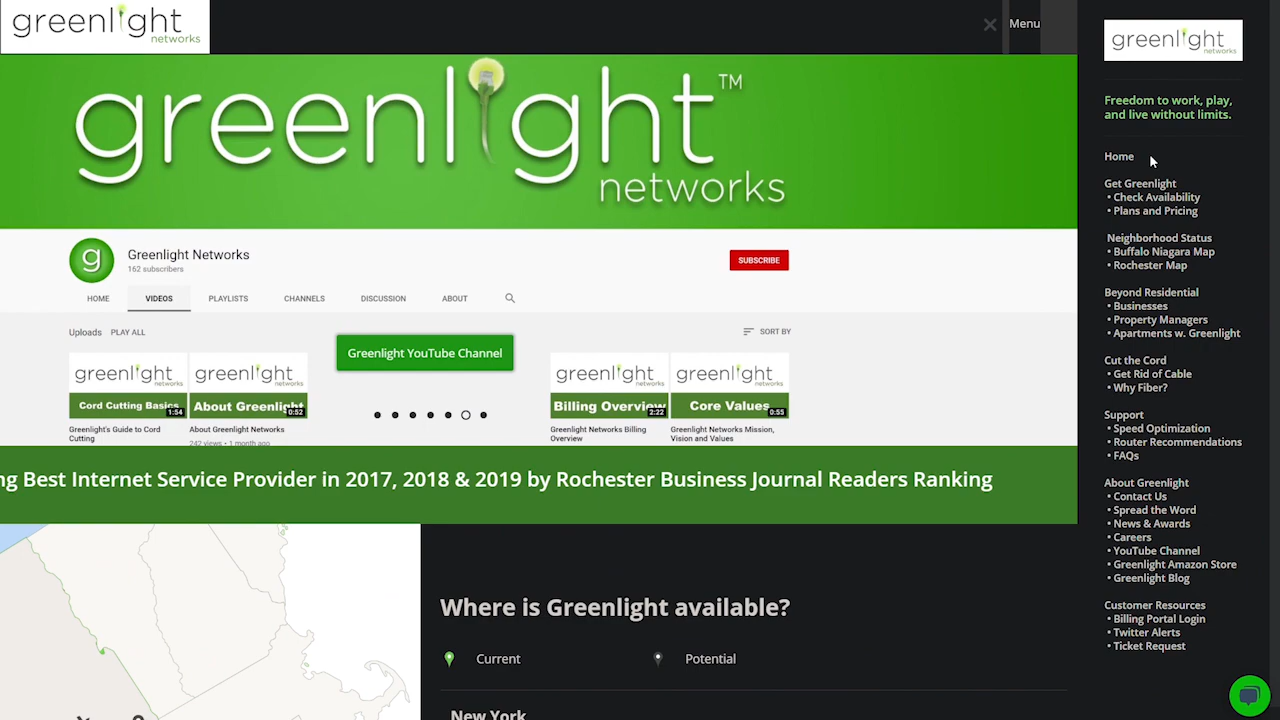 greenlight
networks
Menu
greenlight™
networks
g
Greenlight Networks
162 subscribers
SUBSCRIBE
HOME VIDEOS PLAYLISTS CHANNELS DISCUSSION ABOUT
Uploads PLAY ALL
SORT BY
greenlight
networks
Cord Cutting Basics
1:54
Greenlight's Guide to Cord
Cutting
greenlight
networks
About Greenlight
0:52
About Greenlight Networks
242 views • 1 month ago
Greenlight YouTube Channel
greenlight
networks
Billing Overview
2:22
Greenlight Networks Billing
Overview
greenlight
networks
Core Values
0:55
Greenlight Networks Mission,
Vision and Values
ng Best Internet Service Provider in 2017, 2018 & 2019 by Rochester Business Journal Readers Ranking
Where is Greenlight available?
Current
Potential
New York
greenlight
networks
Freedom to work, play,
and live without limits.
Home
Get Greenlight
• Check Availability
• Plans and Pricing
Neighborhood Status
• Buffalo Niagara Map
• Rochester Map
Beyond Residential
• Businesses
• Property Managers
• Apartments w. Greenlight
Cut the Cord
• Get Rid of Cable
• Why Fiber?
Support
• Speed Optimization
• Router Recommendations
• FAQs
About Greenlight
• Contact Us
• Spread the Word
• News & Awards
• Careers
• YouTube Channel
• Greenlight Amazon Store
• Greenlight Blog
Customer Resources
• Billing Portal Login
• Twitter Alerts
• Ticket Request